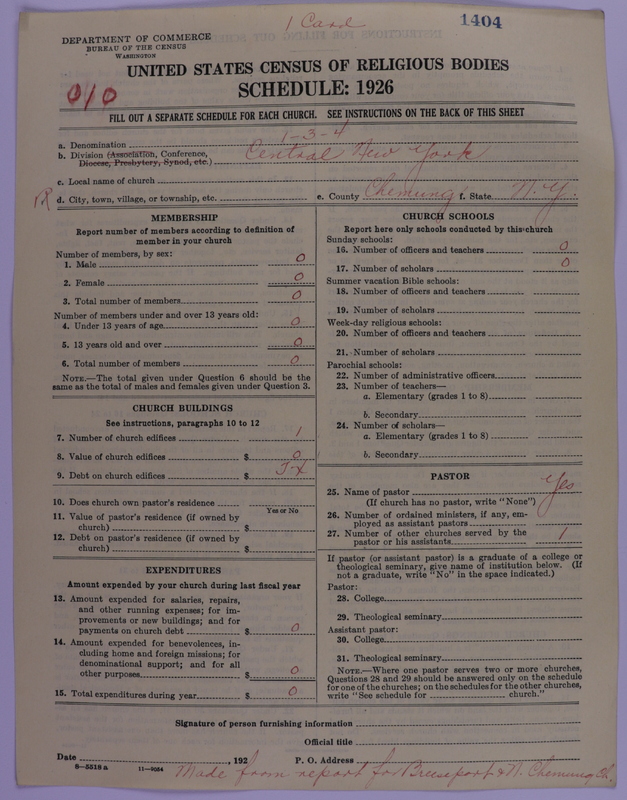 1 Card
1404
DEPARTMENT OF COMMERCE
BUREAU OF THE CENSUS
WASHINGTON
UNITED STATES CENSUS OF RELIGIOUS BODIES
SCHEDULE: 1926
010
FILL OUT A SEPARATE SCHEDULE FOR EACH CHURCH. SEE INSTRUCTIONS ON THE BACK OF THIS SHEET
a. Denomination 1-3-4
b. Division (Association, Conference, Diocese, Presbytery, Synod, etc.) Central New York
c. Local name of church
R d. City, town, village, or township, etc. e. County Chemung f. State N.Y.
MEMBERSHIP
Report number of members according to definition of
member in your church
Number of members, by sex:
1. Male 0
2. Female 0
3. Total number of members 0
Number of members under and over 13 years old:
4. Under 13 years of age 0
5. 13 years old and over 0
6. Total number of members 0
NOTE.—The total given under Question 6 should be the
same as the total of males and females given under Question 3.
CHURCH BUILDINGS
See instructions, paragraphs 10 to 12
7. Number of church edifices 1
8. Value of church edifices $ 0
9. Debt on church edifices $
10. Does church own pastor's residence
Yes or No
11. Value of pastor's residence (if owned by
church) $
12. Debt on pastor's residence (if owned by
church) $
EXPENDITURES
Amount expended by your church during last fiscal year
13. Amount expended for salaries, repairs,
and other running expenses; for im-
provements or new buildings; and for
payments on church debt $ 0
14. Amount expended for benevolences, in-
cluding home and foreign missions; for
denominational support; and for all
other purposes $ 0
15. Total expenditures during year $ 0
CHURCH SCHOOLS
Report here only schools conducted by this church
Sunday schools:
16. Number of officers and teachers 0
17. Number of scholars 0
Summer vacation Bible schools:
18. Number of officers and teachers
19. Number of scholars
Week-day religious schools:
20. Number of officers and teachers
21. Number of scholars
Parochial schools:
22. Number of administrative officers
23. Number of teachers—
a. Elementary (grades 1 to 8)
b. Secondary
24. Number of scholars—
a. Elementary (grades 1 to 8)
b. Secondary
PASTOR
25. Name of pastor Yes
(If church has no pastor, write "None")
26. Number of ordained ministers, if any, em-
ployed as assistant pastors
27. Number of other churches served by the
pastor or his assistants 1
If pastor (or assistant pastor) is a graduate of a college or
theological seminary, give name of institution below. (If
not a graduate, write "No" in the space indicated.)
Pastor:
28. College
29. Theological seminary
Assistant pastor:
30. College
31. Theological seminary
NOTE.—Where one pastor serves two or more churches,
Questions 28 and 29 should be answered only on the schedule
for one of the churches; on the schedules for the other churches,
write "See schedule for church."
Signature of person furnishing information
Official title
Date , 192 P. O. Address
8-5518 a 11-9054
Made from report for Breeseport & N. Chemung Ch.